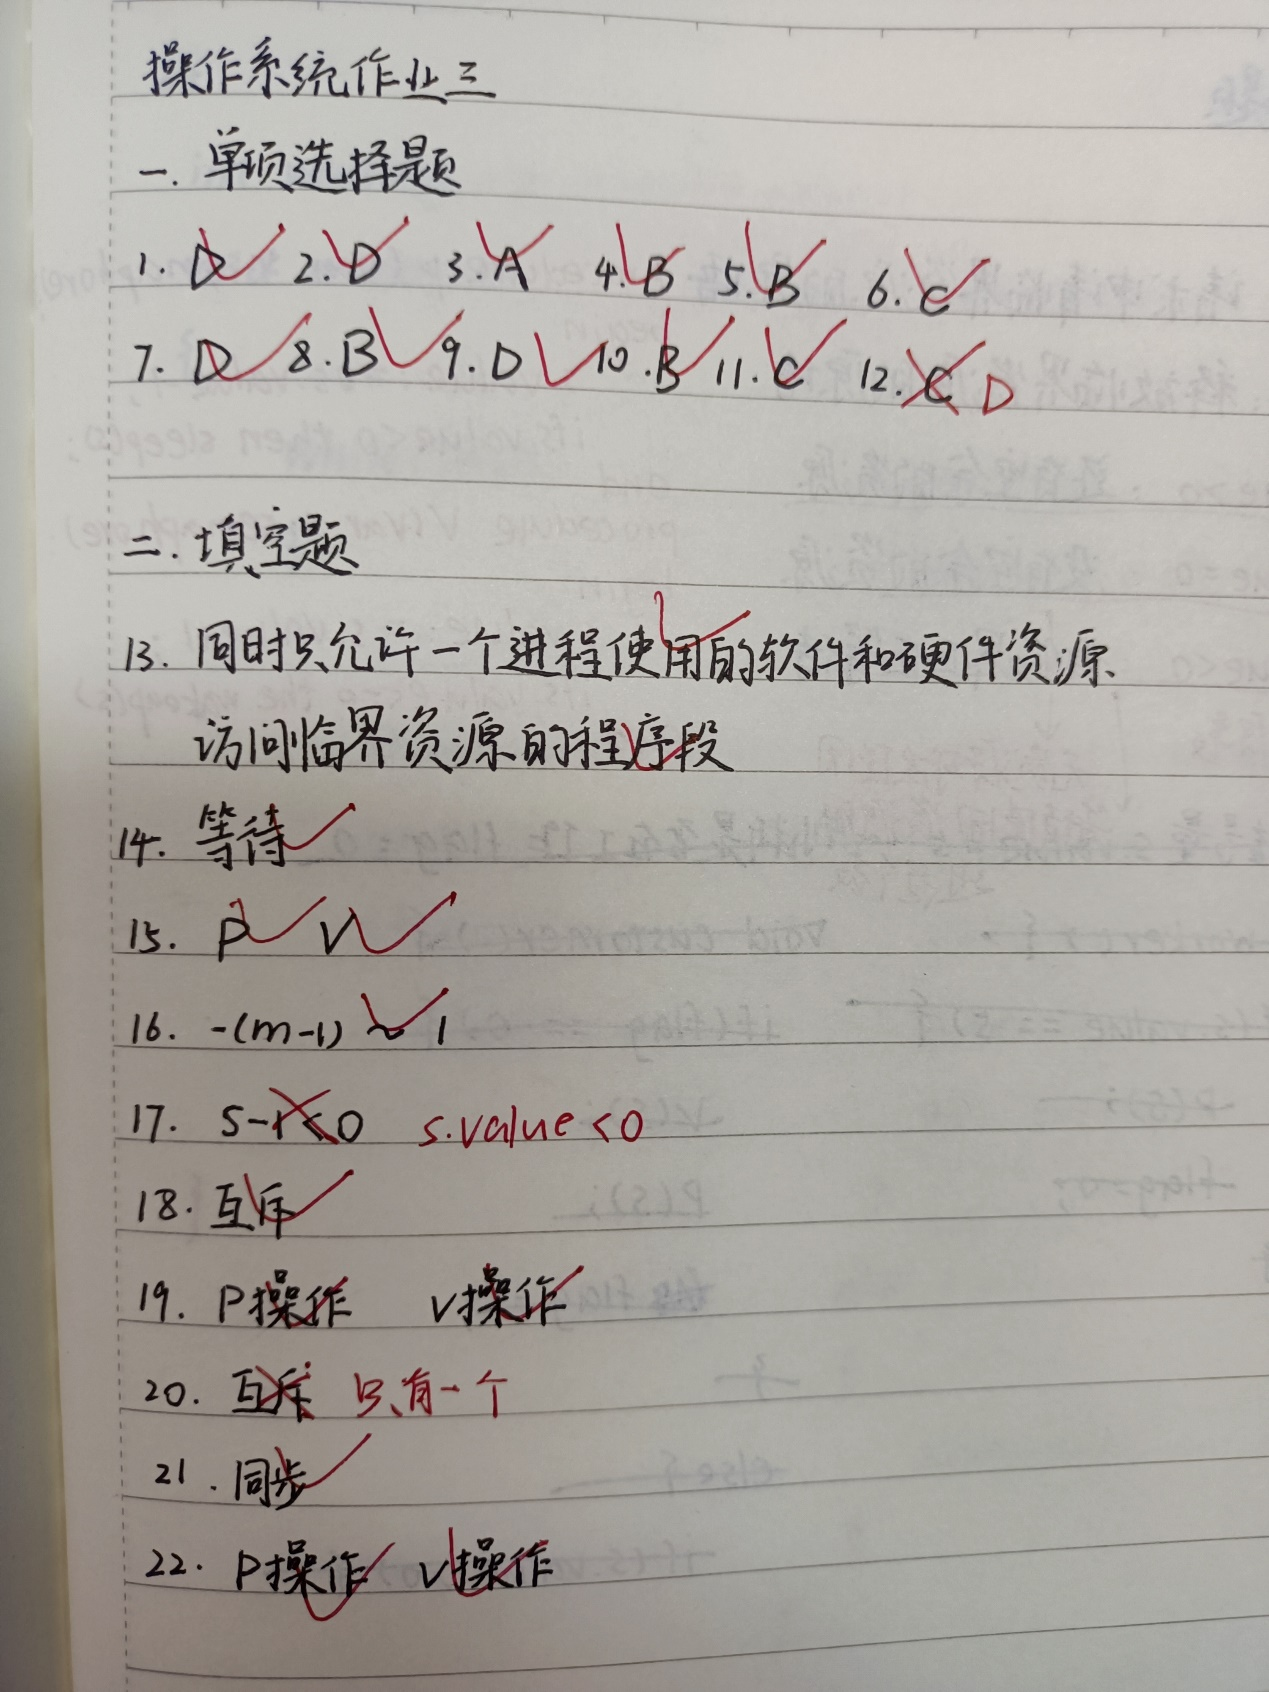 操作系统作业三
一. 单项选择题
1. D 2. D 3. A 4. B 5. B 6. C
7. D 8. B 9. D 10. B 11. C 12. C D
二. 填空题
13. 同时只允许一个进程使用的软件和硬件资源
访问临界资源的程序段
14. 等待
15. P V
16. -(m-1) ~ 1
17. S-1<0 s.value<0
18. 互斥
19. P操作 V操作
20. 互斥 只有一个
21. 同步
22. P操作 V操作